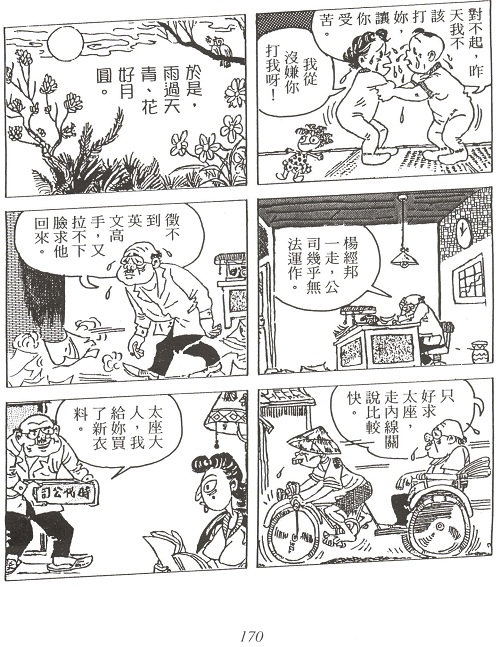 對不起，昨
天我不
該
打
妳，
讓
你
受
苦。
我從
沒嫌你
打我呀！
於是，
雨過天
青、花
好月
圓。
楊經邦
一走，公
司幾乎無
法運作。
徵不
到
英
文高
手，又
拉不下
臉求他
回來。
只
好求
太座，
走內線關
說比較
快。
太座大
人，我
給妳買
了新衣
料。
時代公司
170